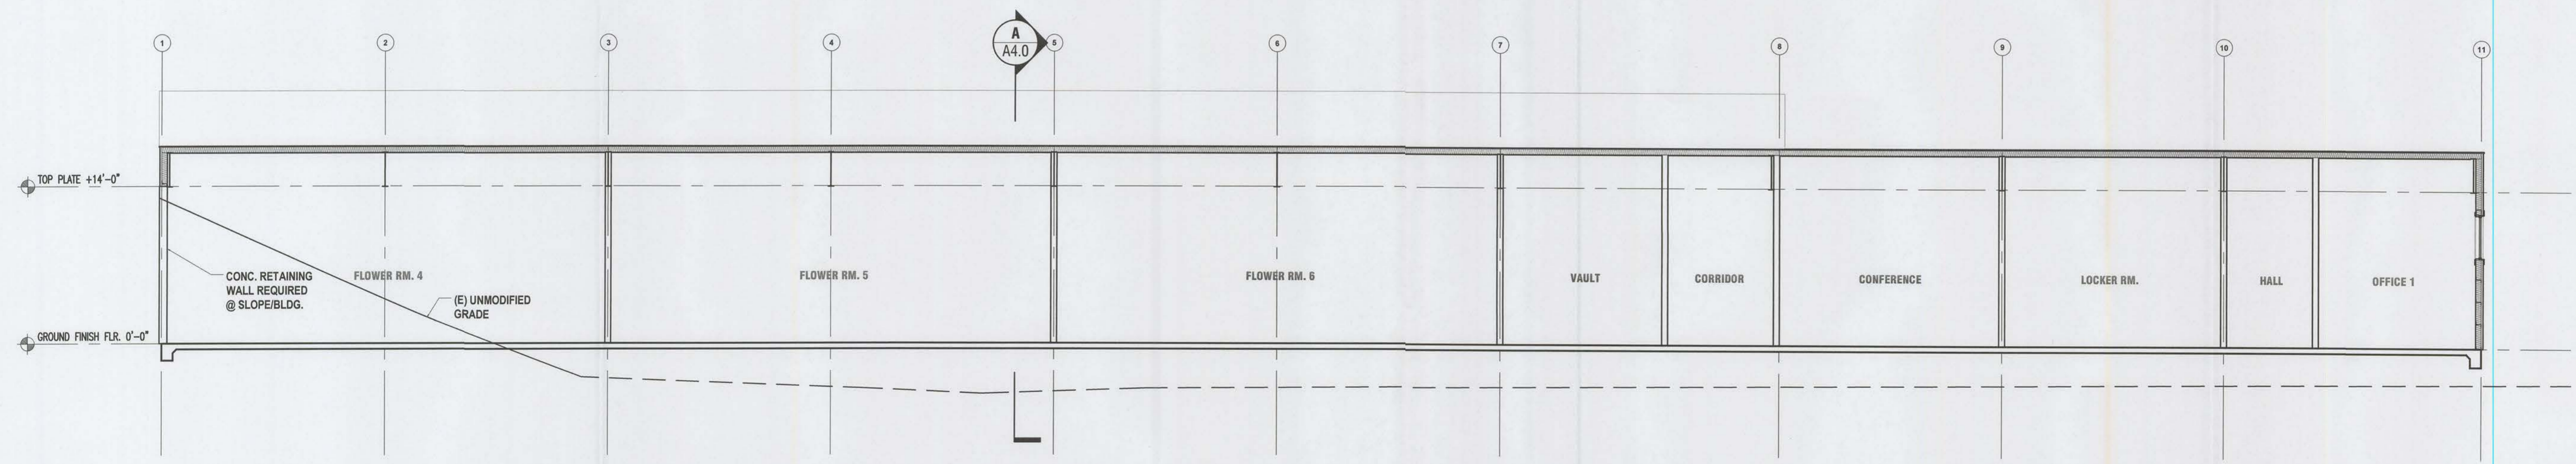 1
2
3
4
A
A4.0
5
6
7
8
9
10
11
TOP PLATE +14'-0"
CONC. RETAINING
WALL REQUIRED
@ SLOPE/BLDG.
FLOWER RM. 4
(E) UNMODIFIED
GRADE
FLOWER RM. 5
FLOWER RM. 6
VAULT
CORRIDOR
CONFERENCE
LOCKER RM.
HALL
OFFICE 1
GROUND FINISH FLR. 0'-0"